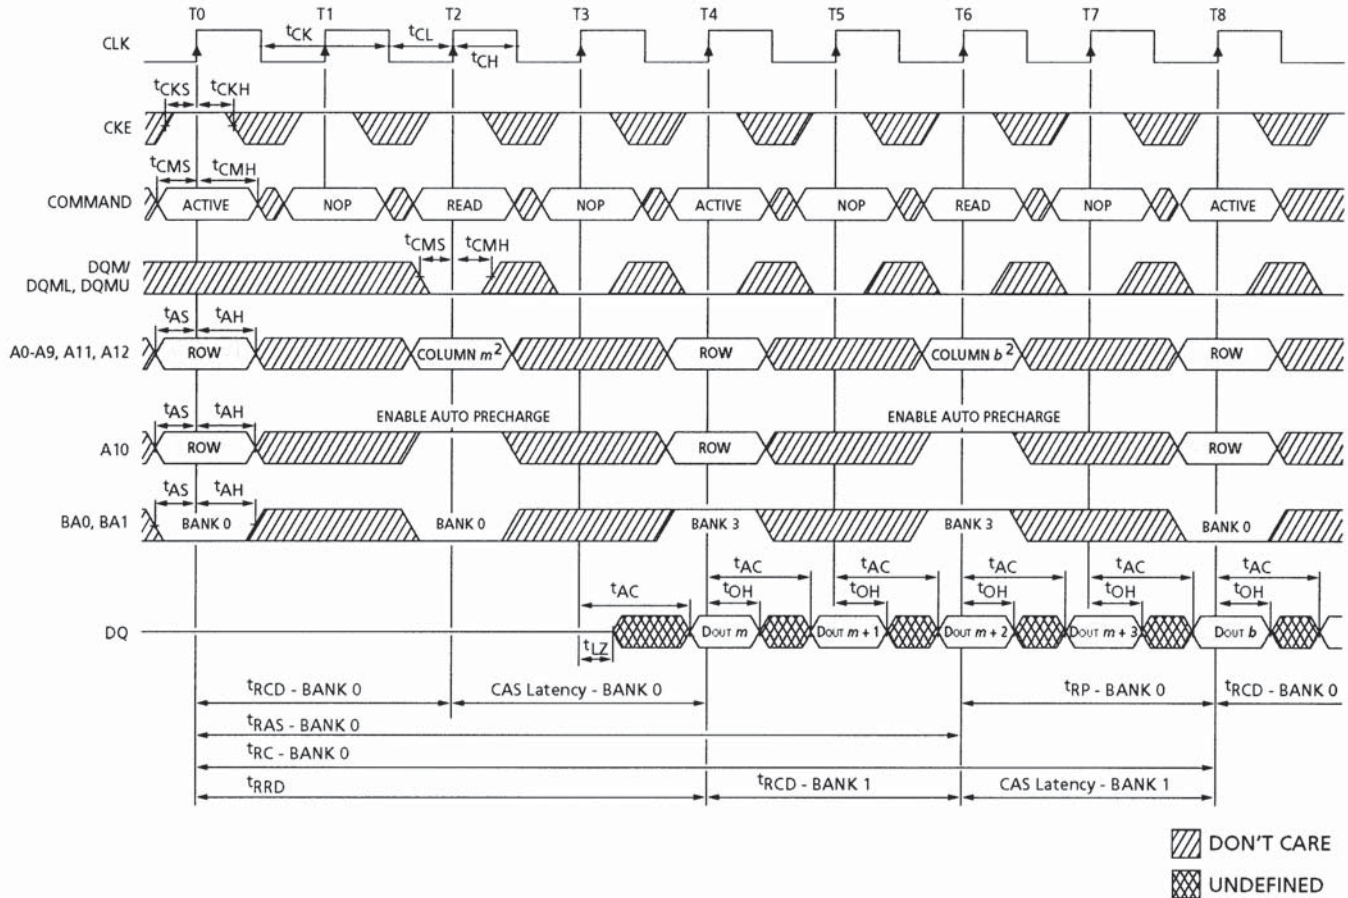 T0 T1 T2 T3 T4 T5 T6 T7 T8
CLK
tCK tCL
tCH
tCKS tCKH
CKE
tCMS tCMH
COMMAND ACTIVE NOP READ NOP ACTIVE NOP READ NOP ACTIVE
tCMS tCMH
DQM/
DQML, DQMU
tAS tAH
A0-A9, A11, A12 ROW COLUMN m2 ROW COLUMN b2 ROW
tAS tAH ENABLE AUTO PRECHARGE ENABLE AUTO PRECHARGE
A10 ROW ROW ROW
tAS tAH
BA0, BA1 BANK 0 BANK 0 BANK 3 BANK 3 BANK 0
tAC tAC tAC tAC tAC tAC
tOH tOH tOH tOH tOH
DQ DOUT m DOUT m + 1 DOUT m + 2 DOUT m + 3 DOUT b
tLZ
tRCD - BANK 0 CAS Latency - BANK 0 tRP - BANK 0 tRCD - BANK 0
tRAS - BANK 0
tRC - BANK 0
tRRD tRCD - BANK 1 CAS Latency - BANK 1
DON'T CARE
UNDEFINED